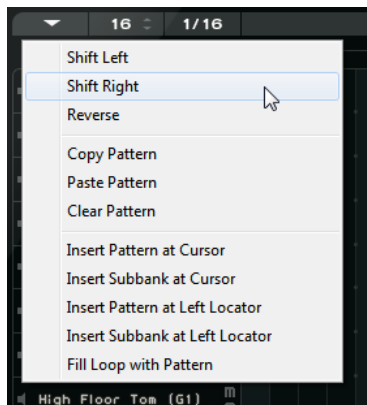 16 1/16
Shift Left
Shift Right
Reverse
Copy Pattern
Paste Pattern
Clear Pattern
Insert Pattern at Cursor
Insert Subbank at Cursor
Insert Pattern at Left Locator
Insert Subbank at Left Locator
Fill Loop with Pattern
High Floor Tom (G1) m